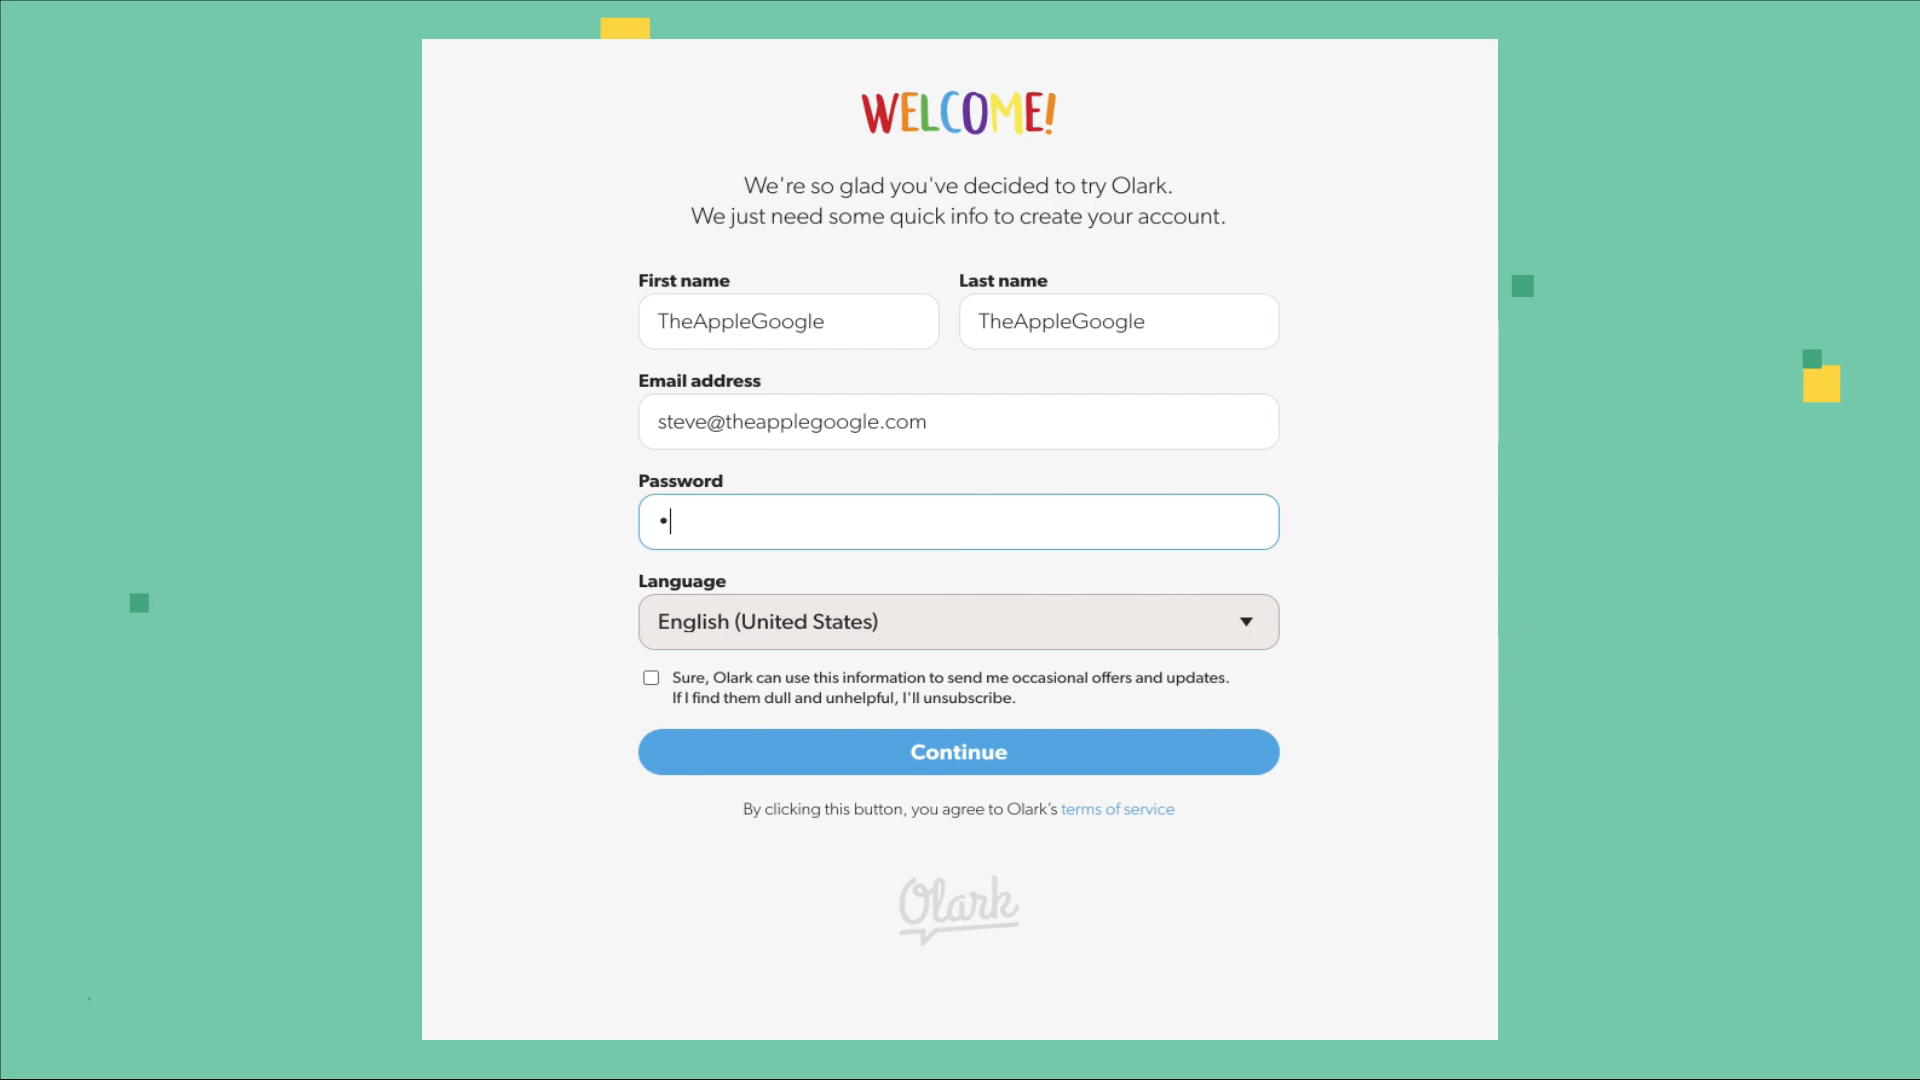 WELCOME!
We're so glad you've decided to try Olark.
We just need some quick info to create your account.
First name
Last name
TheAppleGoogle
TheAppleGoogle
Email address
steve@theapplegoogle.com
Password
•
Language
English (United States)
Sure, Olark can use this information to send me occasional offers and updates.
If I find them dull and unhelpful, I'll unsubscribe.
Continue
By clicking this button, you agree to Olark’s terms of service
Olark